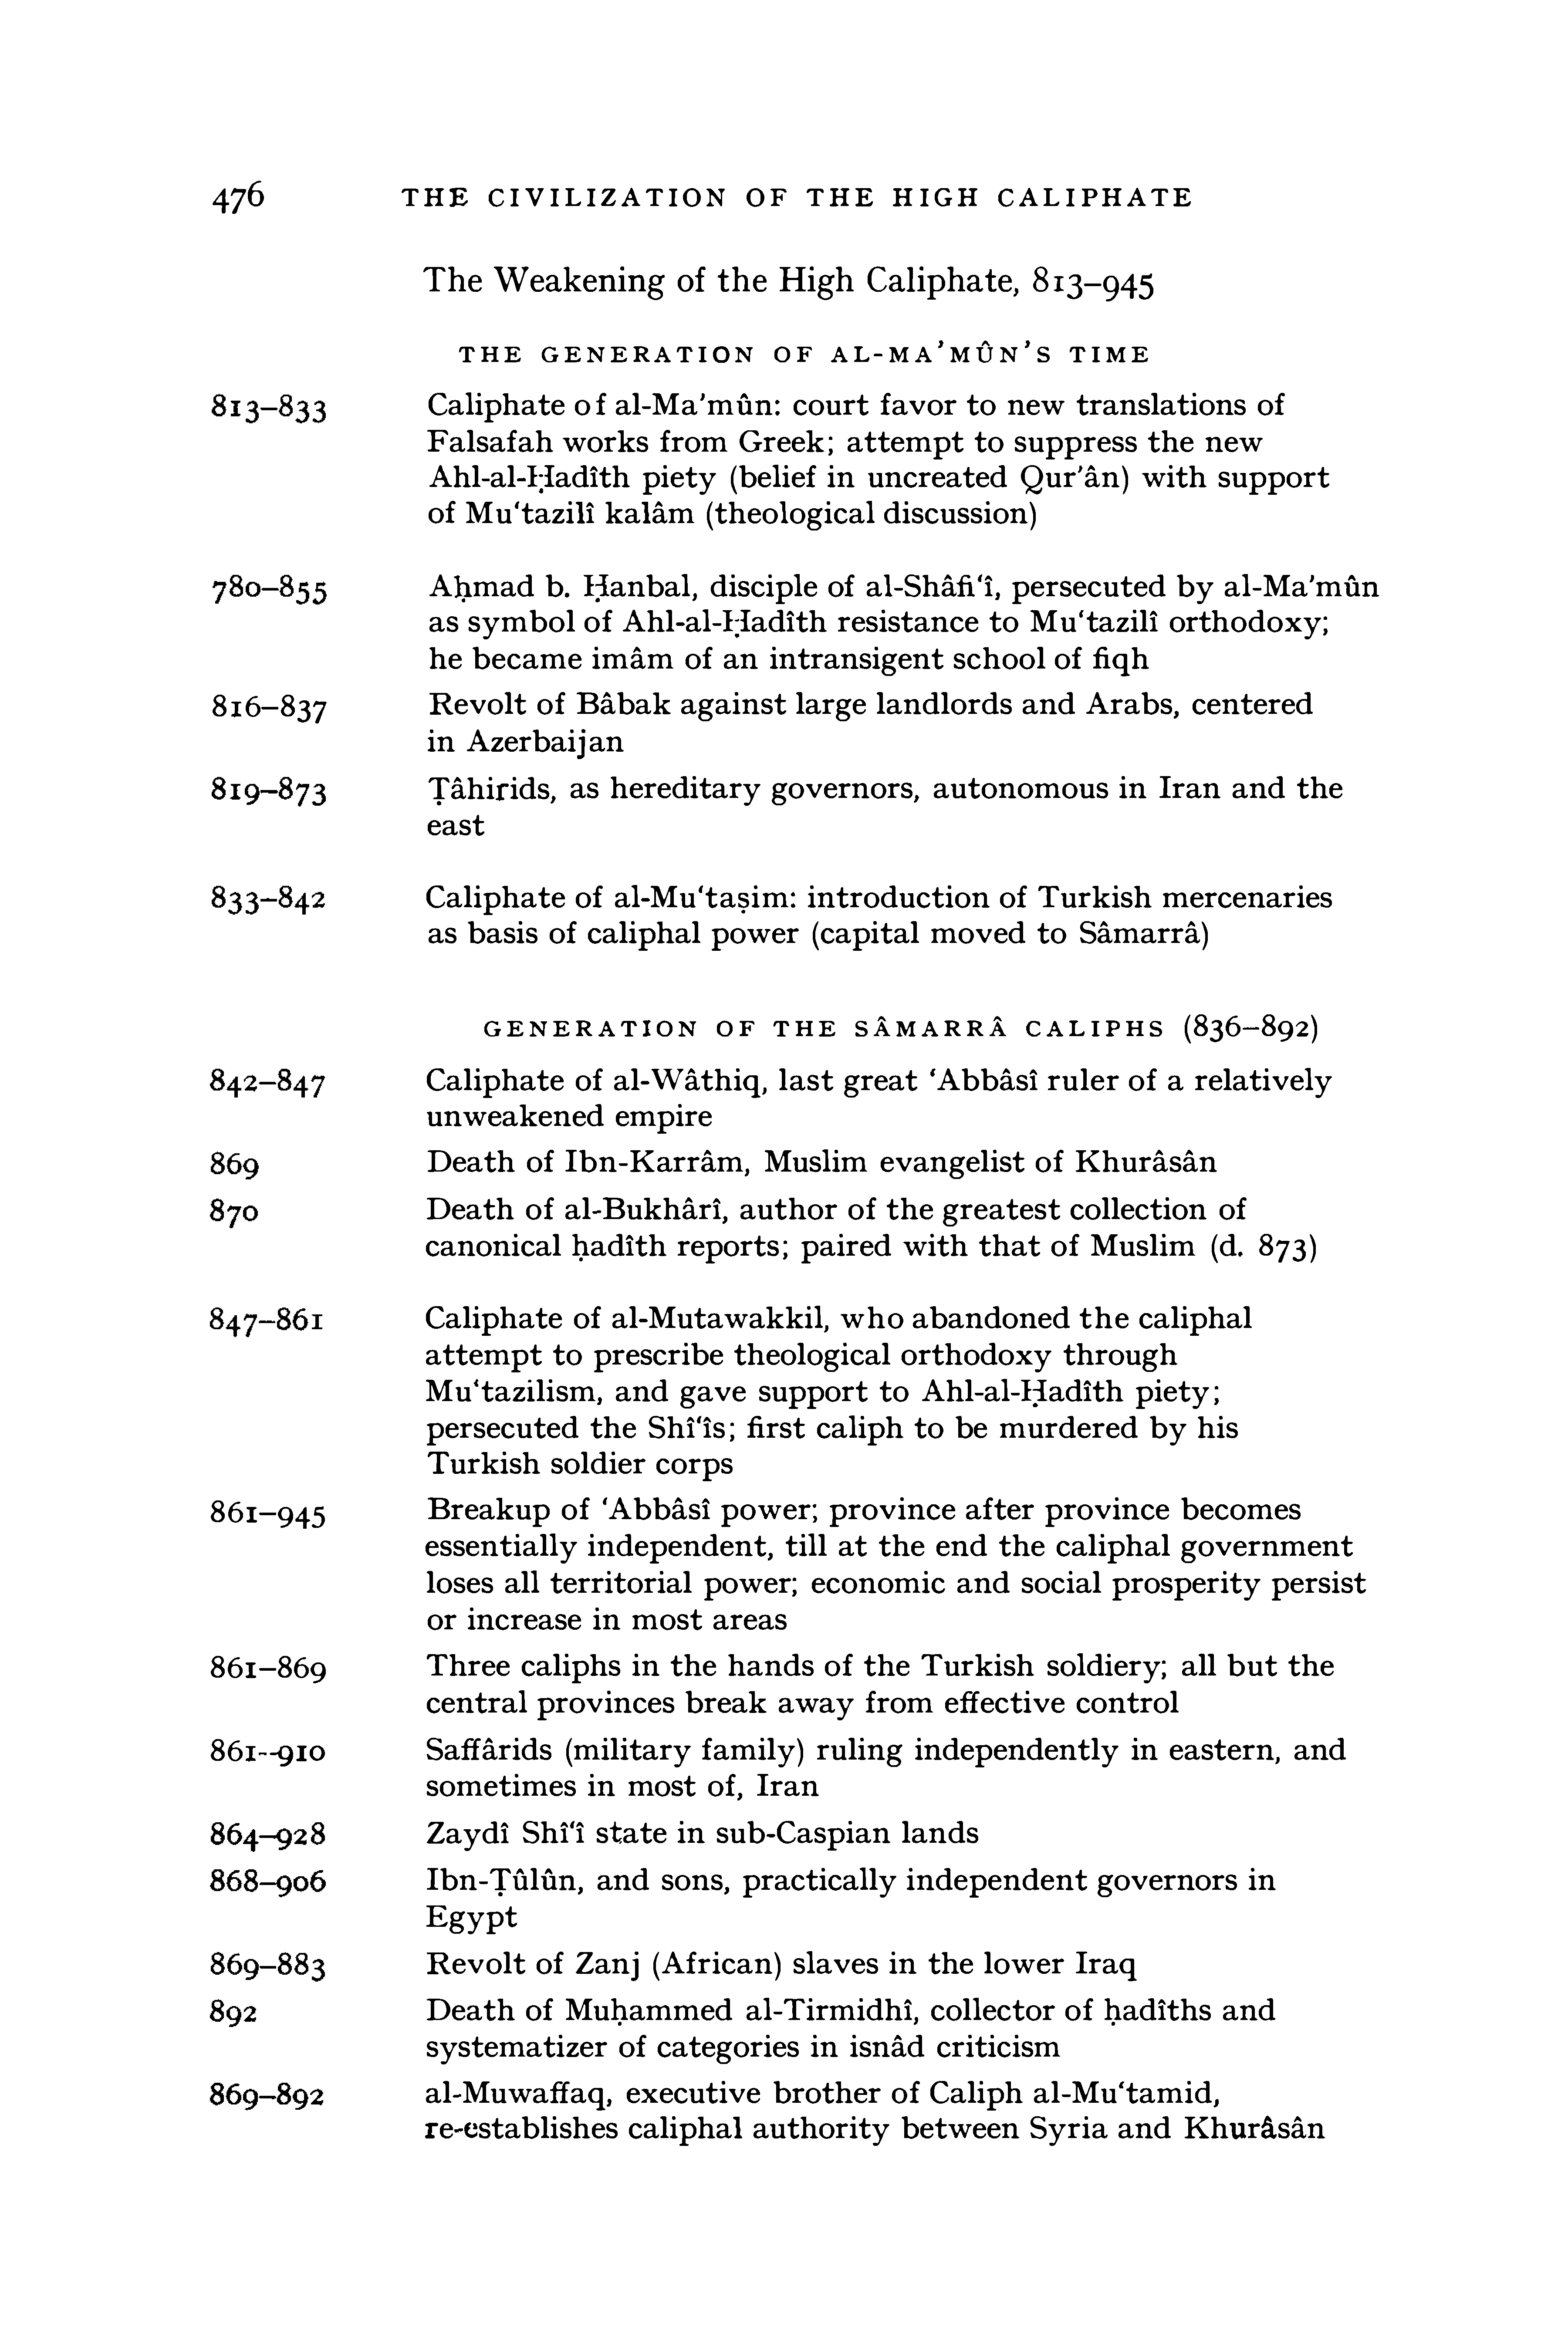 476 THE CIVILIZATION OF THE HIGH CALIPHATE
The Weakening of the High Caliphate, 813–945
THE GENERATION OF AL-MA'MÛN'S TIME
813–833 Caliphate of al-Ma'mûn: court favor to new translations of
Falsafah works from Greek; attempt to suppress the new
Ahl-al-Ḥadîth piety (belief in uncreated Qur'ân) with support
of Mu‘tazilî kalâm (theological discussion)
780–855 Aḥmad b. Ḥanbal, disciple of al-Shâfi‘î, persecuted by al-Ma'mûn
as symbol of Ahl-al-Ḥadîth resistance to Mu‘tazilî orthodoxy;
he became imâm of an intransigent school of fiqh
816–837 Revolt of Bâbak against large landlords and Arabs, centered
in Azerbaijan
819–873 Ṭâhirids, as hereditary governors, autonomous in Iran and the
east
833–842 Caliphate of al-Mu‘taṣim: introduction of Turkish mercenaries
as basis of caliphal power (capital moved to Sâmarrâ)
GENERATION OF THE SÂMARRÂ CALIPHS (836–892)
842–847 Caliphate of al-Wâthiq, last great ‘Abbâsî ruler of a relatively
unweakened empire
869 Death of Ibn-Karrâm, Muslim evangelist of Khurâsân
870 Death of al-Bukhârî, author of the greatest collection of
canonical ḥadîth reports; paired with that of Muslim (d. 873)
847–861 Caliphate of al-Mutawakkil, who abandoned the caliphal
attempt to prescribe theological orthodoxy through
Mu‘tazilism, and gave support to Ahl-al-Ḥadîth piety;
persecuted the Shî‘îs; first caliph to be murdered by his
Turkish soldier corps
861–945 Breakup of ‘Abbâsî power; province after province becomes
essentially independent, till at the end the caliphal government
loses all territorial power; economic and social prosperity persist
or increase in most areas
861–869 Three caliphs in the hands of the Turkish soldiery; all but the
central provinces break away from effective control
861–910 Saffârids (military family) ruling independently in eastern, and
sometimes in most of, Iran
864–928 Zaydî Shî‘î state in sub-Caspian lands
868–906 Ibn-Ṭûlûn, and sons, practically independent governors in
Egypt
869–883 Revolt of Zanj (African) slaves in the lower Iraq
892 Death of Muḥammed al-Tirmidhî, collector of ḥadîths and
systematizer of categories in isnâd criticism
869–892 al-Muwaffaq, executive brother of Caliph al-Mu‘tamid,
re-establishes caliphal authority between Syria and Khurâsân